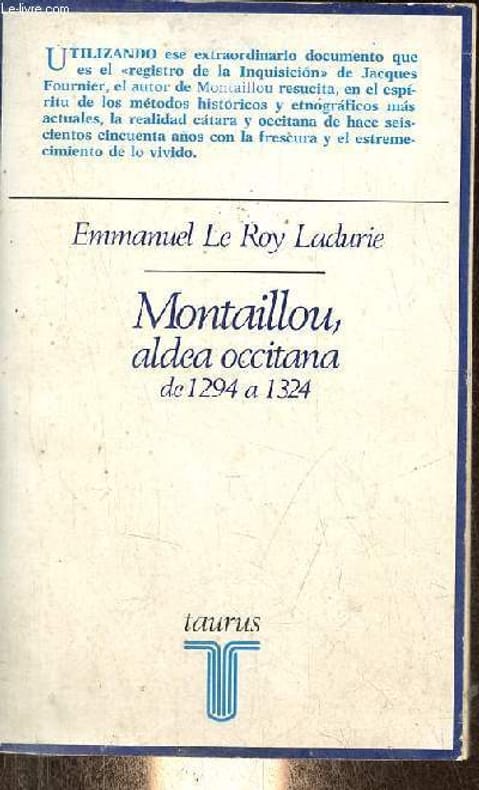 Le-livre.com
UTILIZANDO ese extraordinario documento que
es el «registro de la Inquisición» de Jacques
Fournier, el autor de Montaillou resucita, en el espí-
ritu de los métodos históricos y etnográficos más
actuales, la realidad cátara y occitana de hace seis-
cientos cincuenta años con la frescura y el estreme-
cimiento de lo vivido.
Emmanuel Le Roy Ladurie
Montaillou,
aldea occitana
de 1294 a 1324
taurus